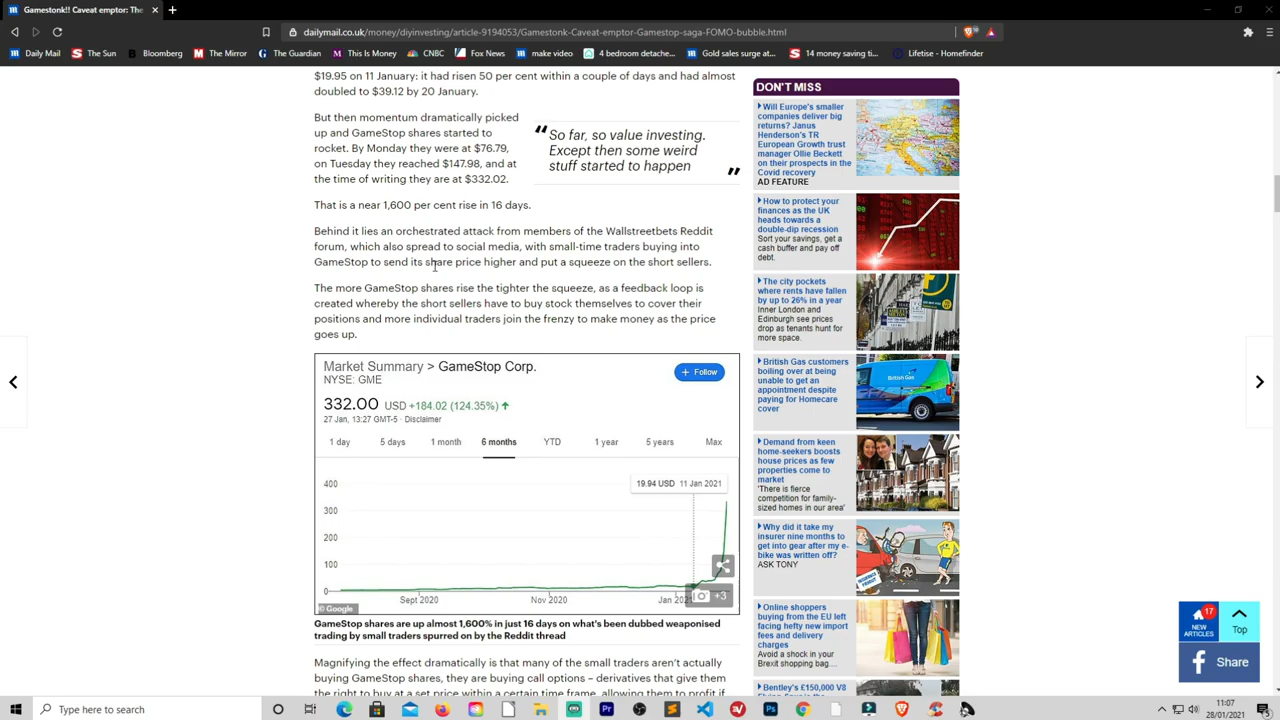 Gamestonk!! Caveat emptor: The
dailymail.co.uk/money/diyinvesting/article-9194053/Gamestonk-Caveat-emptor-Gamestop-saga-FOMO-bubble.html
Daily Mail
The Sun
Bloomberg
The Mirror
The Guardian
This Is Money
CNBC
Fox News
make video
4 bedroom detache...
Gold sales surge at...
14 money saving ti...
Lifetise - Homefinder
$19.95 on 11 January: it had risen 50 per cent within a couple of days and had almost
doubled to $39.12 by 20 January.
But then momentum dramatically picked
up and GameStop shares started to
rocket. By Monday they were at $76.79,
on Tuesday they reached $147.98, and at
the time of writing they are at $332.02.
“ So far, so value investing.
Except then some weird
stuff started to happen
”
That is a near 1,600 per cent rise in 16 days.
Behind it lies an orchestrated attack from members of the Wallstreetbets Reddit
forum, which also spread to social media, with small-time traders buying into
GameStop to send its share price higher and put a squeeze on the short sellers.
The more GameStop shares rise the tighter the squeeze, as a feedback loop is
created whereby the short sellers have to buy stock themselves to cover their
positions and more individual traders join the frenzy to make money as the price
goes up.
Market Summary > GameStop Corp.
NYSE: GME
+ Follow
332.00 USD +184.02 (124.35%)
27 Jan, 13:27 GMT-5 · Disclaimer
1 day 5 days 1 month 6 months YTD 1 year 5 years Max
19.94 USD 11 Jan 2021
400
300
200
100
0
Sept 2020 Nov 2020 Jan 2021
+3
© Google
GameStop shares are up almost 1,600% in just 16 days on what's been dubbed weaponised
trading by small traders spurred on by the Reddit thread
Magnifying the effect dramatically is that many of the small traders aren't actually
buying GameStop shares, they are buying call options – derivatives that give them
the right to buy at a set price within a certain time frame, allowing them to profit if
DON'T MISS
Will Europe's smaller
companies deliver big
returns? Janus
Henderson's TR
European Growth trust
manager Ollie Beckett
on their prospects in the
Covid recovery
AD FEATURE
How to protect your
finances as the UK
heads towards a
double-dip recession
Sort your savings, get a
cash buffer and pay off
debt.
The city pockets
where rents have fallen
by up to 26% in a year
Inner London and
Edinburgh see prices
drop as tenants hunt for
more space.
British Gas customers
boiling over at being
unable to get an
appointment despite
paying for Homecare
cover
British Gas
Demand from keen
home-seekers boosts
house prices as few
properties come to
market
'There is fierce
competition for family-
sized homes in our area'
Why did it take my
insurer nine months to
get into gear after my e-
bike was written off?
ASK TONY
Online shoppers
buying from the EU left
facing hefty new import
fees and delivery
charges
Avoid a shock in your
Brexit shopping bag....
Bentley's £150,000 V8
17
NEW
ARTICLES
Top
Share
Type here to search
11:07
28/01/2021